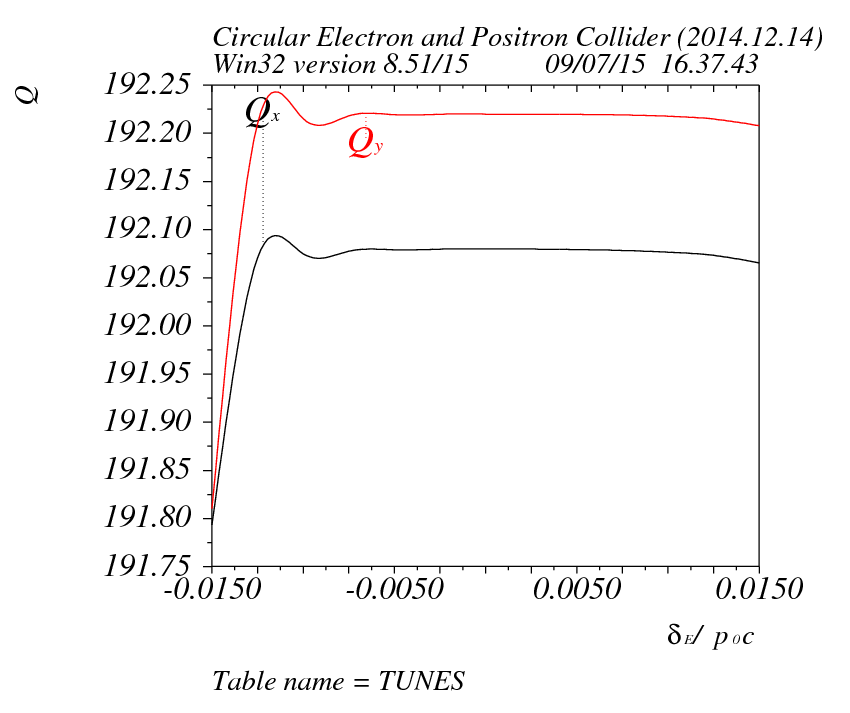 Circular Electron and Positron Collider (2014.12.14)
Win32 version 8.51/15 09/07/15 16.37.43
Q
192.25
192.20
192.15
192.10
192.05
192.00
191.95
191.90
191.85
191.80
191.75
Qx
Qy
-0.0150 -0.0050 0.0050 0.0150
δE/ p0c
Table name = TUNES